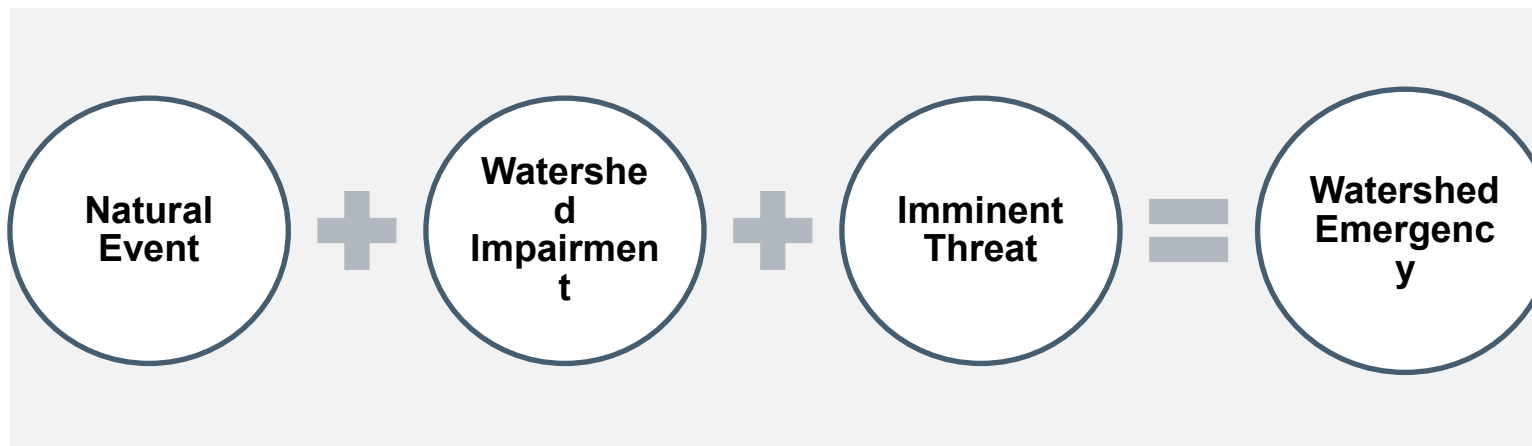 Natural
Event
Watershe
d
Impairmen
t
Imminent
Threat
Watershed
Emergenc
y